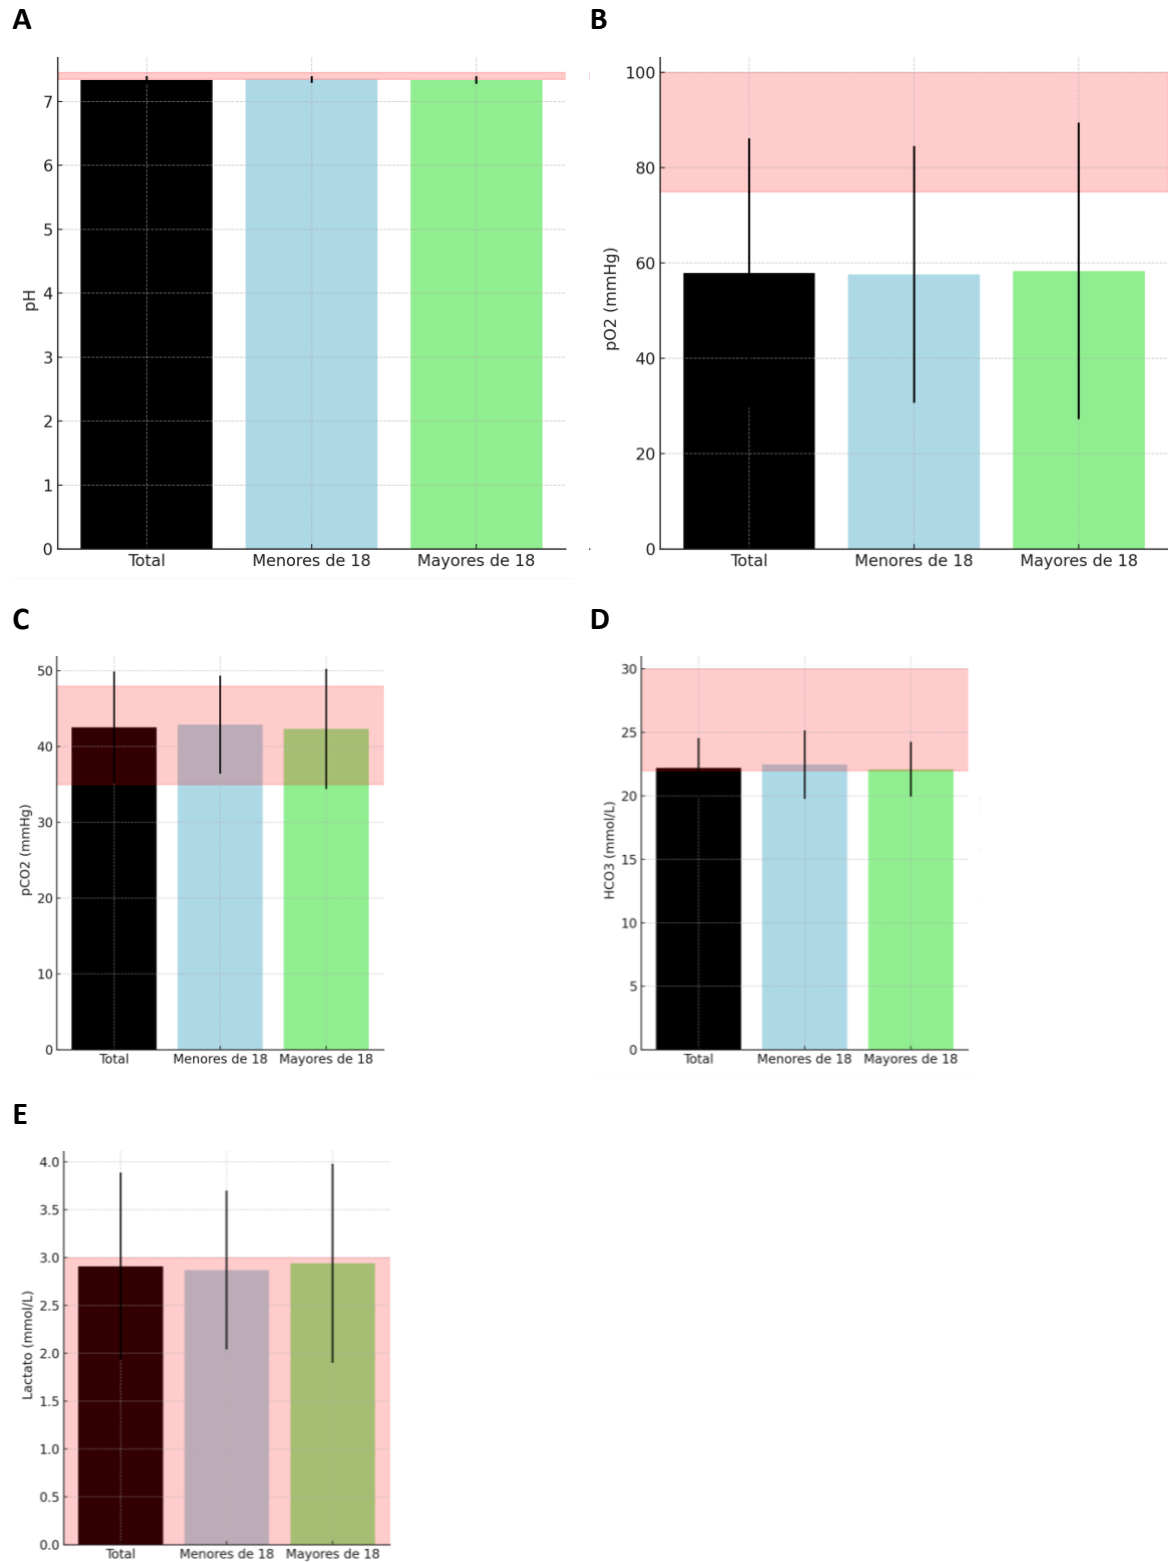 A
pH
7
6
5
4
3
2
1
0
Total Menores de 18 Mayores de 18
B
pO2 (mmHg)
100
80
60
40
20
0
Total Menores de 18 Mayores de 18
C
pCO2 (mmHg)
50
40
30
20
10
0
Total Menores de 18 Mayores de 18
D
HCO3 (mmol/L)
30
25
20
15
10
5
0
Total Menores de 18 Mayores de 18
E
Lactato (mmol/L)
4.0
3.5
3.0
2.5
2.0
1.5
1.0
0.5
0.0
Total Menores de 18 Mayores de 18